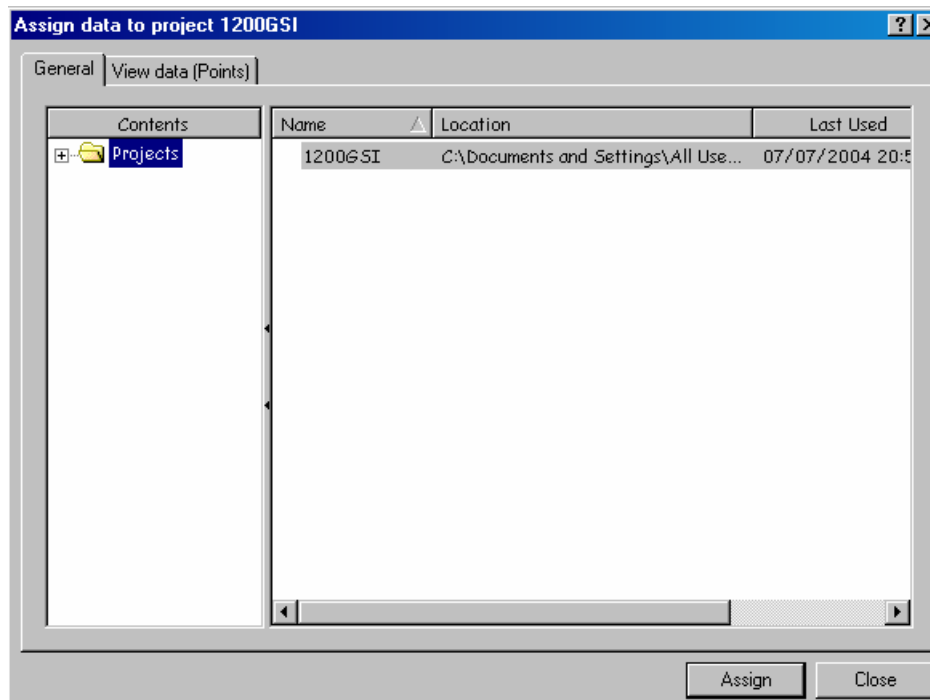 Assign data to project 1200GSI
General View data (Points)
Contents Name Location Last Used
Projects 1200GSI C:\Documents and Settings\All Use... 07/07/2004 20:5
Assign Close